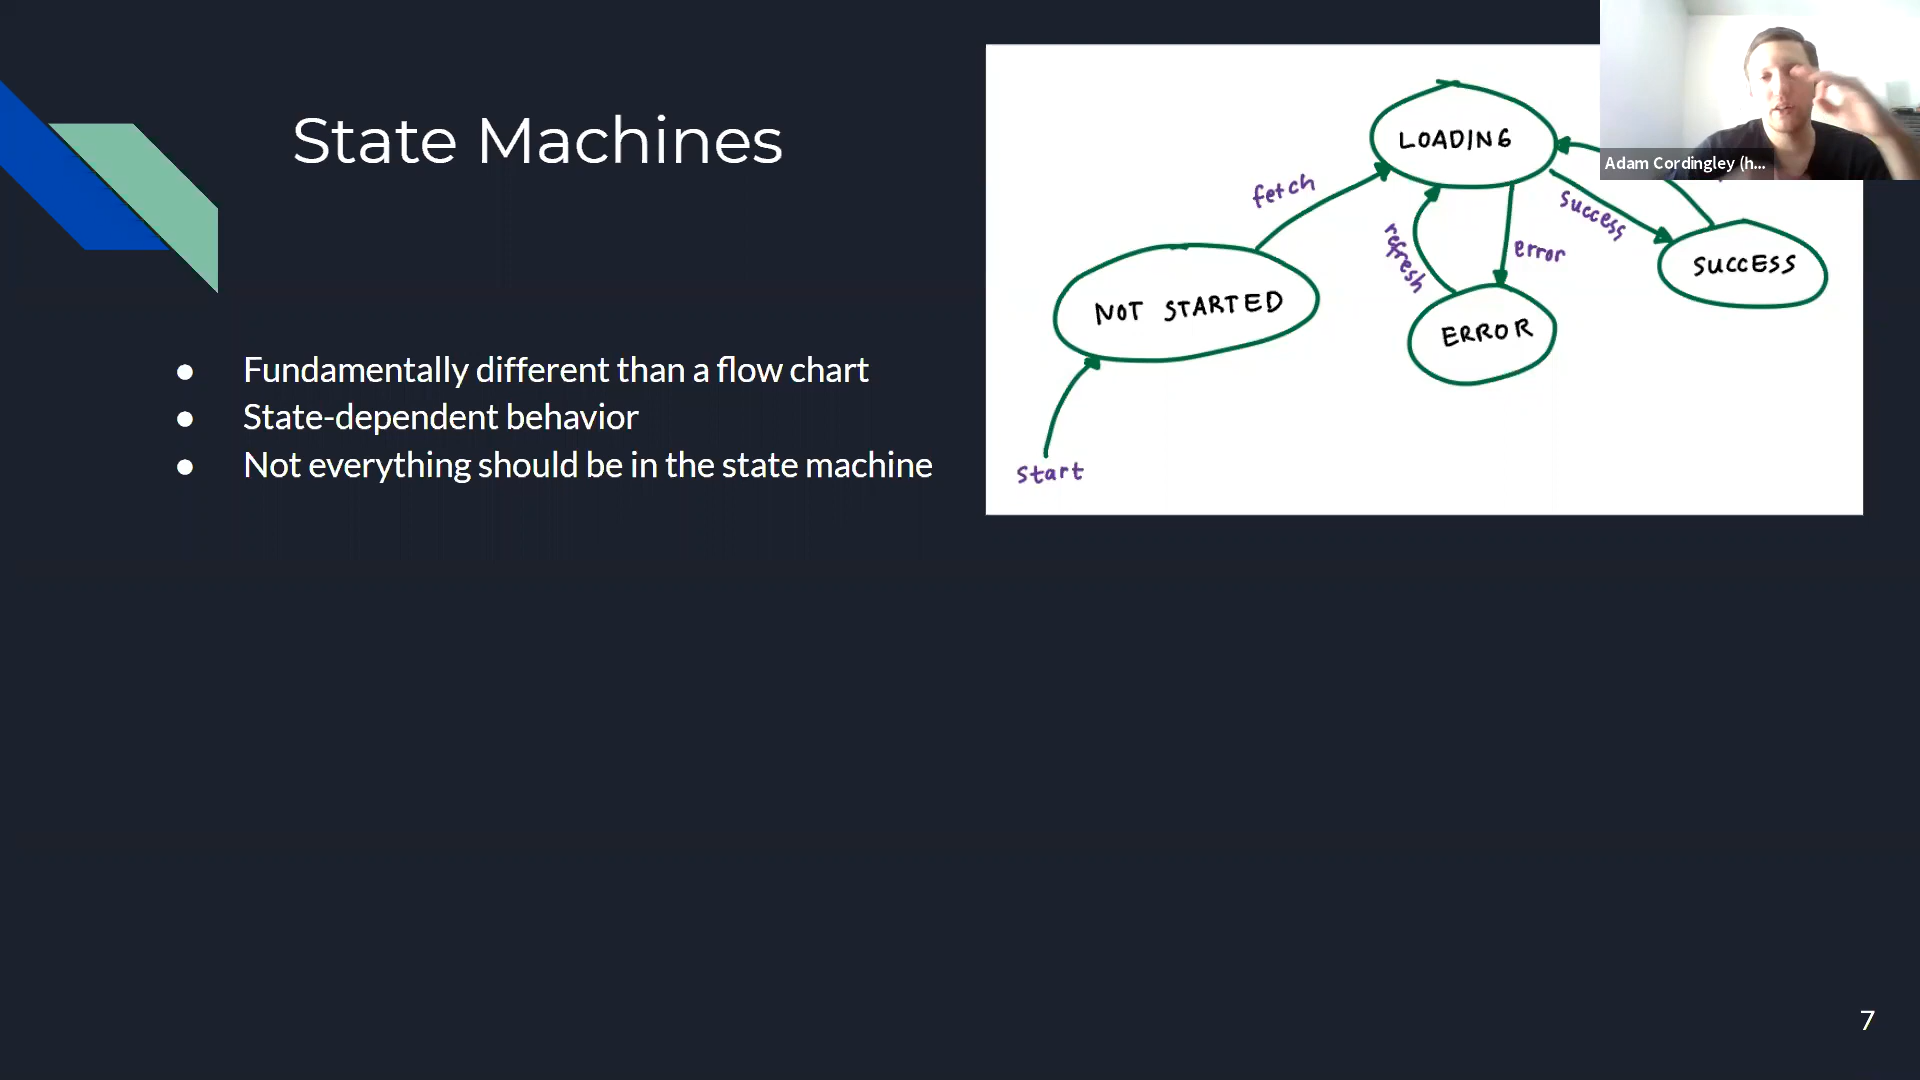 State Machines
● Fundamentally different than a flow chart
● State-dependent behavior
● Not everything should be in the state machine
LOADING
fetch
success
refresh
error
SUCCESS
NOT STARTED
ERROR
start
Adam Cordingley (h...
7